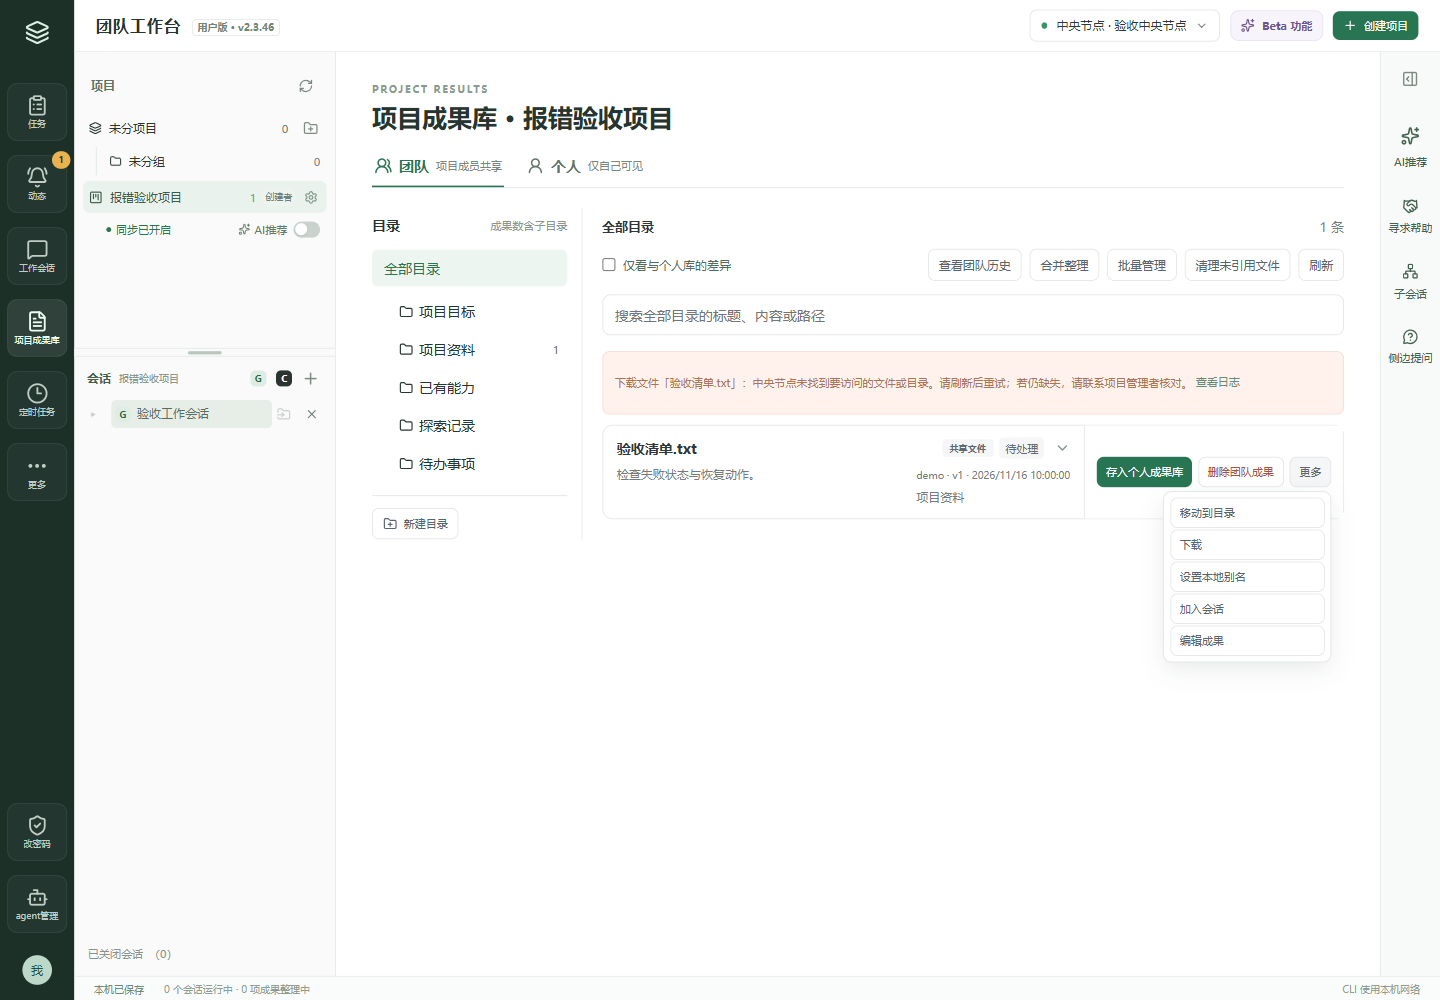 团队工作台 用户版 • v2.3.46
中央节点 · 验收中央节点
Beta 功能
创建项目
任务
1
动态
工作会话
项目成果库
定时任务
更多
改密码
agent管理
我
项目
未分项目 0
未分组 0
报错验收项目 1 创建者
同步已开启 AI推荐
会话 报错验收项目 G C
G 验收工作会话
已关闭会话 (0)
PROJECT RESULTS
项目成果库 • 报错验收项目
团队 项目成员共享 个人 仅自己可见
目录 成果数含子目录
全部目录
项目目标
项目资料 1
已有能力
探索记录
待办事项
新建目录
全部目录 1 条
仅看与个人库的差异 查看团队历史 合并整理 批量管理 清理未引用文件 刷新
搜索全部目录的标题、内容或路径
下载文件「验收清单.txt」：中央节点未找到要访问的文件或目录。请刷新后重试；若仍缺失，请联系项目管理者核对。 查看日志
验收清单.txt 共享文件 待处理
检查失败状态与恢复动作。 demo · v1 · 2026/11/16 10:00:00
项目资料
存入个人成果库 删除团队成果 更多
移动到目录
下载
设置本地别名
加入会话
编辑成果
AI推荐
寻求帮助
子会话
侧边提问
本机已保存 0 个会话运行中 · 0 项成果整理中 CLI 使用本机网络